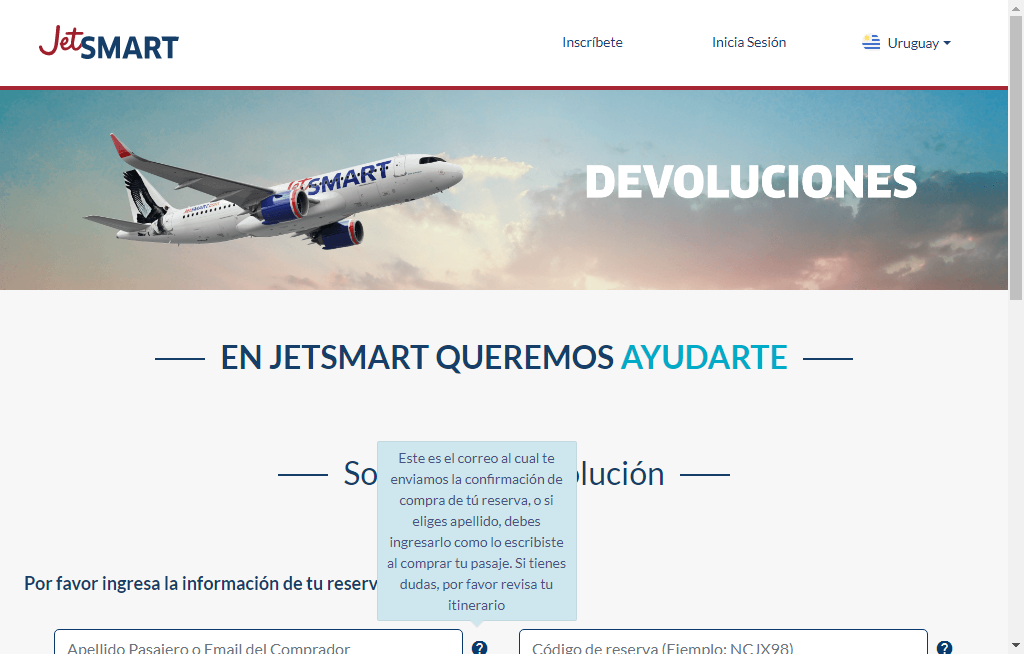 JetSMART
Inscríbete
Inicia Sesión
Uruguay
JetSMART
DEVOLUCIONES
EN JETSMART QUEREMOS AYUDARTE
So
lución
Este es el correo al cual te
enviamos la confirmación de
compra de tú reserva, o si
eliges apellido, debes
ingresarlo como lo escribiste
al comprar tu pasaje. Si tienes
dudas, por favor revisa tu
itinerario
Por favor ingresa la información de tu reserv
Apellido Pasajero o Email del Comprador
?
Código de reserva (Ejemplo: NCJX98)
?